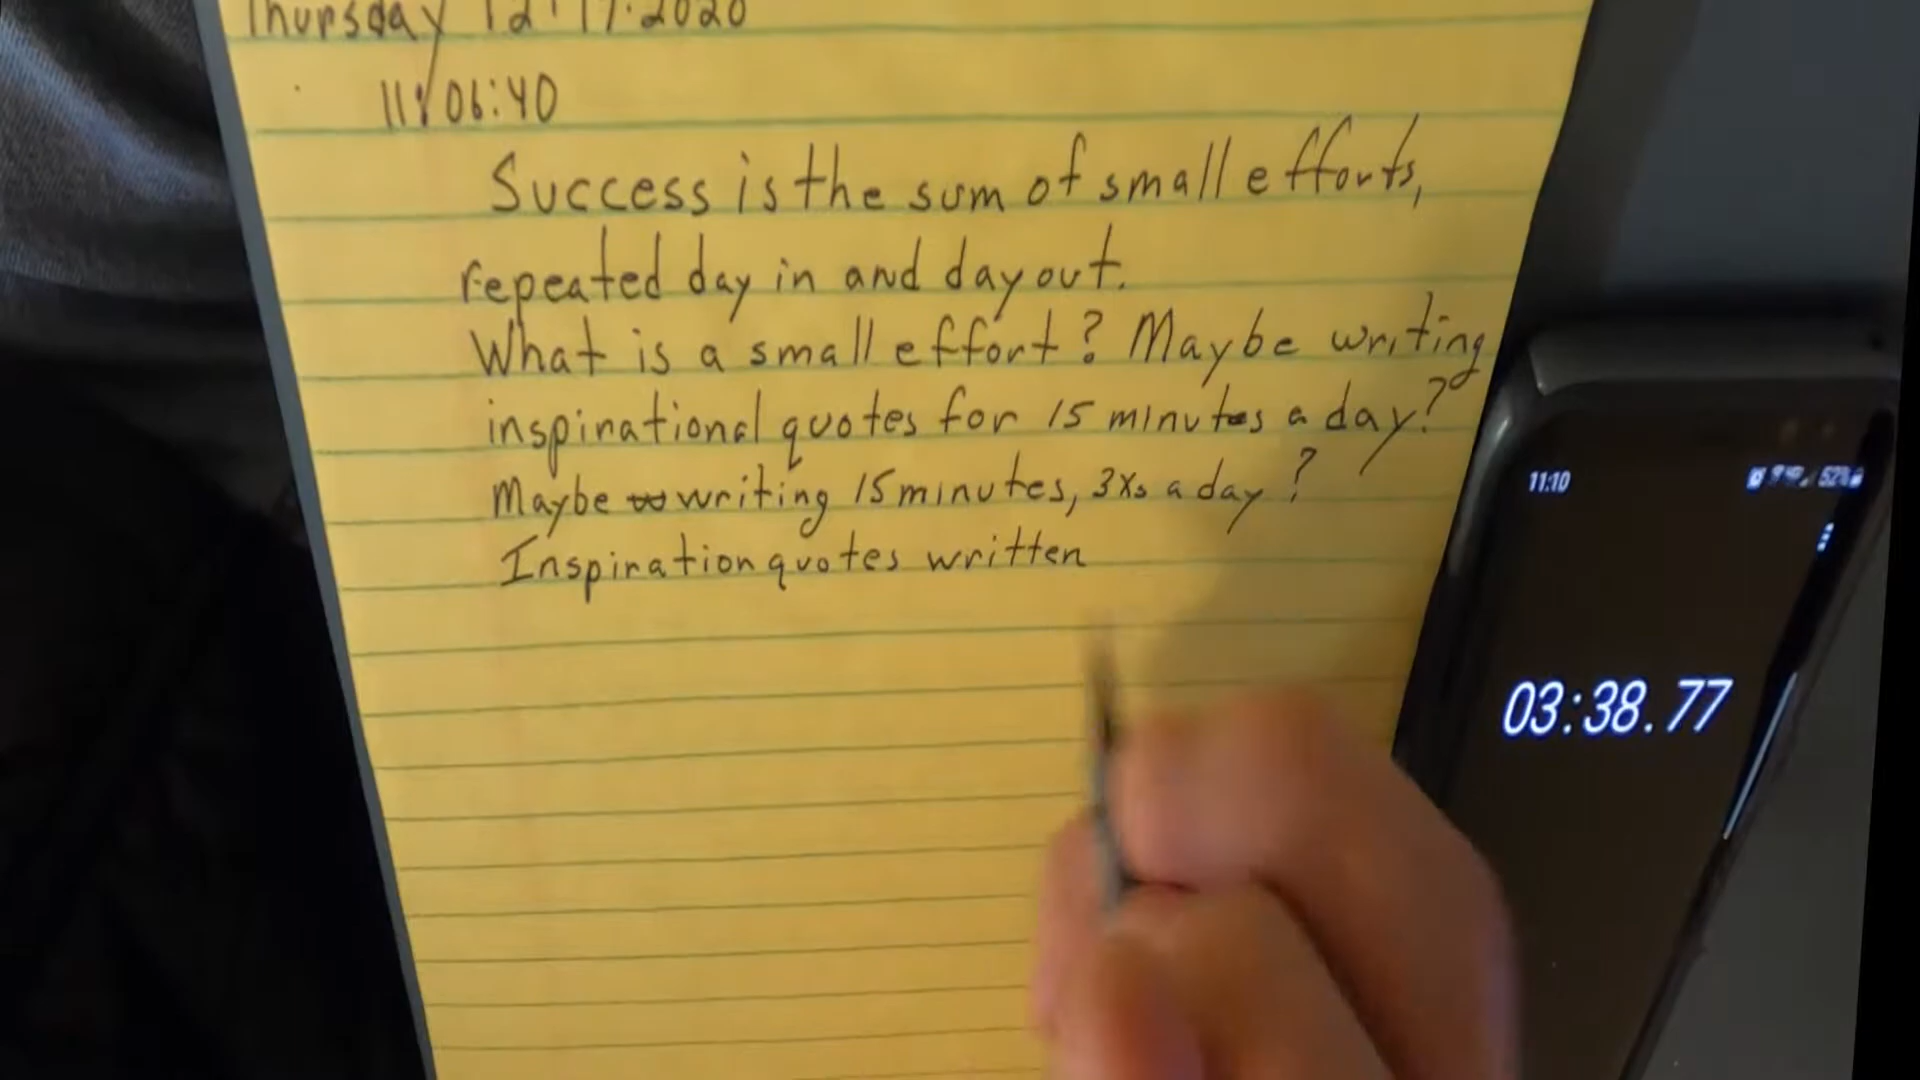 Thursday 12·17·2020
11:06:40
Success is the sum of small efforts,
repeated day in and day out.
What is a small effort? Maybe writing
inspirational quotes for 15 minutes a day?
Maybe writing 15 minutes, 3xs a day?
Inspiration quotes written
11:10
52%
03:38.77